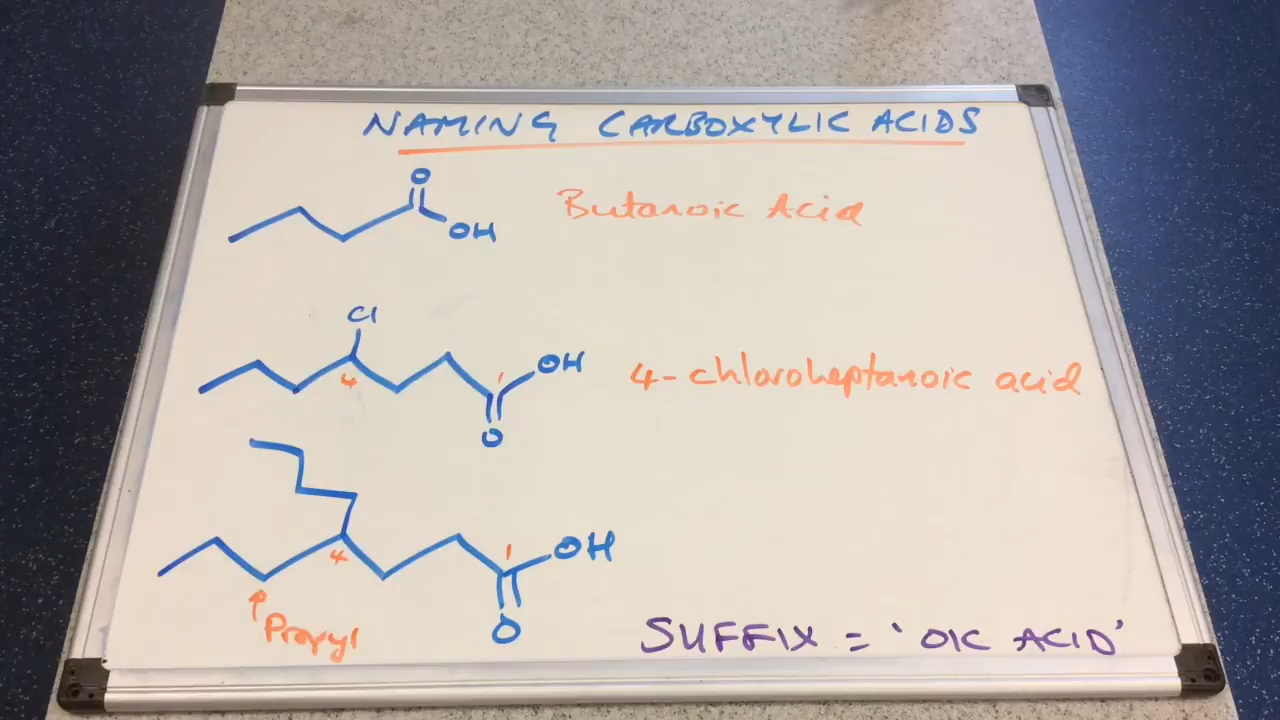 NAMING CARBOXYLIC ACIDS
O
OH
Butanoic Acid
Cl
4
1
OH
O
4-chloroheptanoic acid
4
1
OH
O
↑Propyl
SUFFIX = 'OIC ACID'